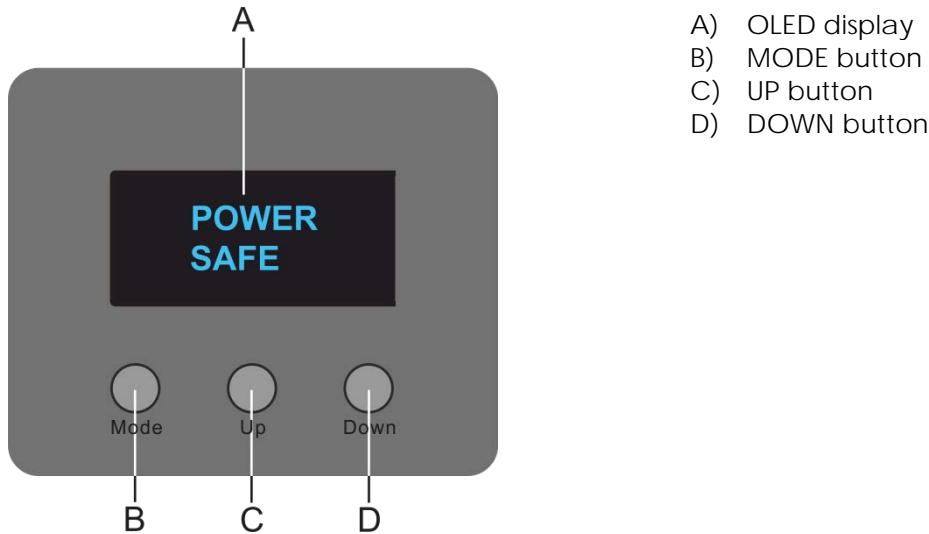 A
A) OLED display
B) MODE button
C) UP button
D) DOWN button
POWER
SAFE
Mode Up Down
B C D